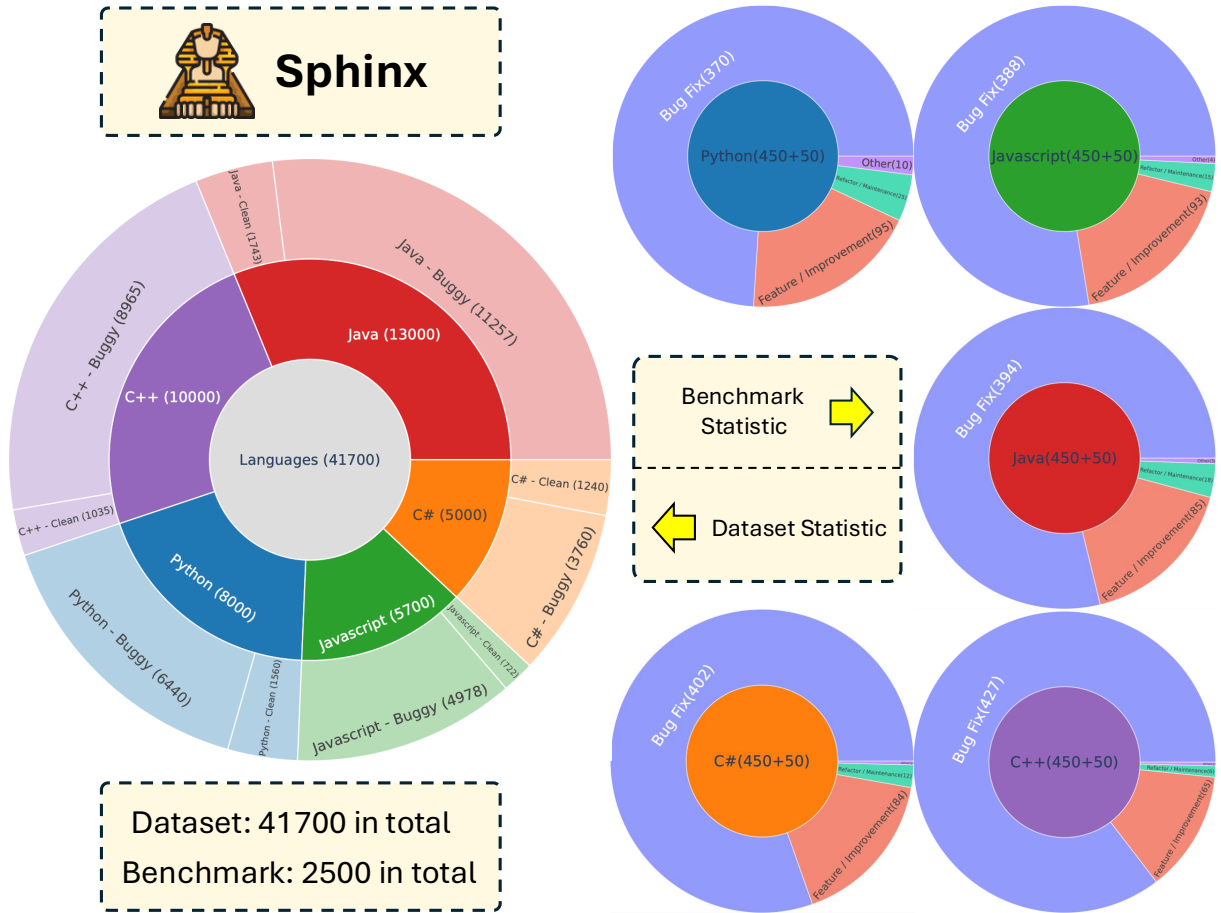 Sphinx
Java - Clean (1743)
Java - Buggy (11257)
C++ - Buggy (8965)
Java (13000)
C++ (10000)
Languages (41700)
C# - Clean (1240)
C# (5000)
C++ - Clean (1035)
C# - Buggy (3760)
Python (8000)
Javascript (5700)
Javascript - Clean (722)
Python - Buggy (6440)
Python - Clean (1560)
Javascript - Buggy (4978)
Dataset: 41700 in total
Benchmark: 2500 in total
Bug Fix(370)
Python(450+50)
Other(10)
Refactor / Maintenance(25)
Feature / Improvement(95)
Bug Fix(388)
Javascript(450+50)
Other(4)
Refactor / Maintenance(15)
Feature / Improvement(93)
Benchmark
Statistic
Dataset Statistic
Bug Fix(394)
Java(450+50)
Refactor / Maintenance(18)
Feature / Improvement(85)
Bug Fix(402)
C#(450+50)
Refactor / Maintenance(12)
Feature / Improvement(84)
Bug Fix(427)
C++(450+50)
Refactor / Maintenance(6)
Feature / Improvement(65)